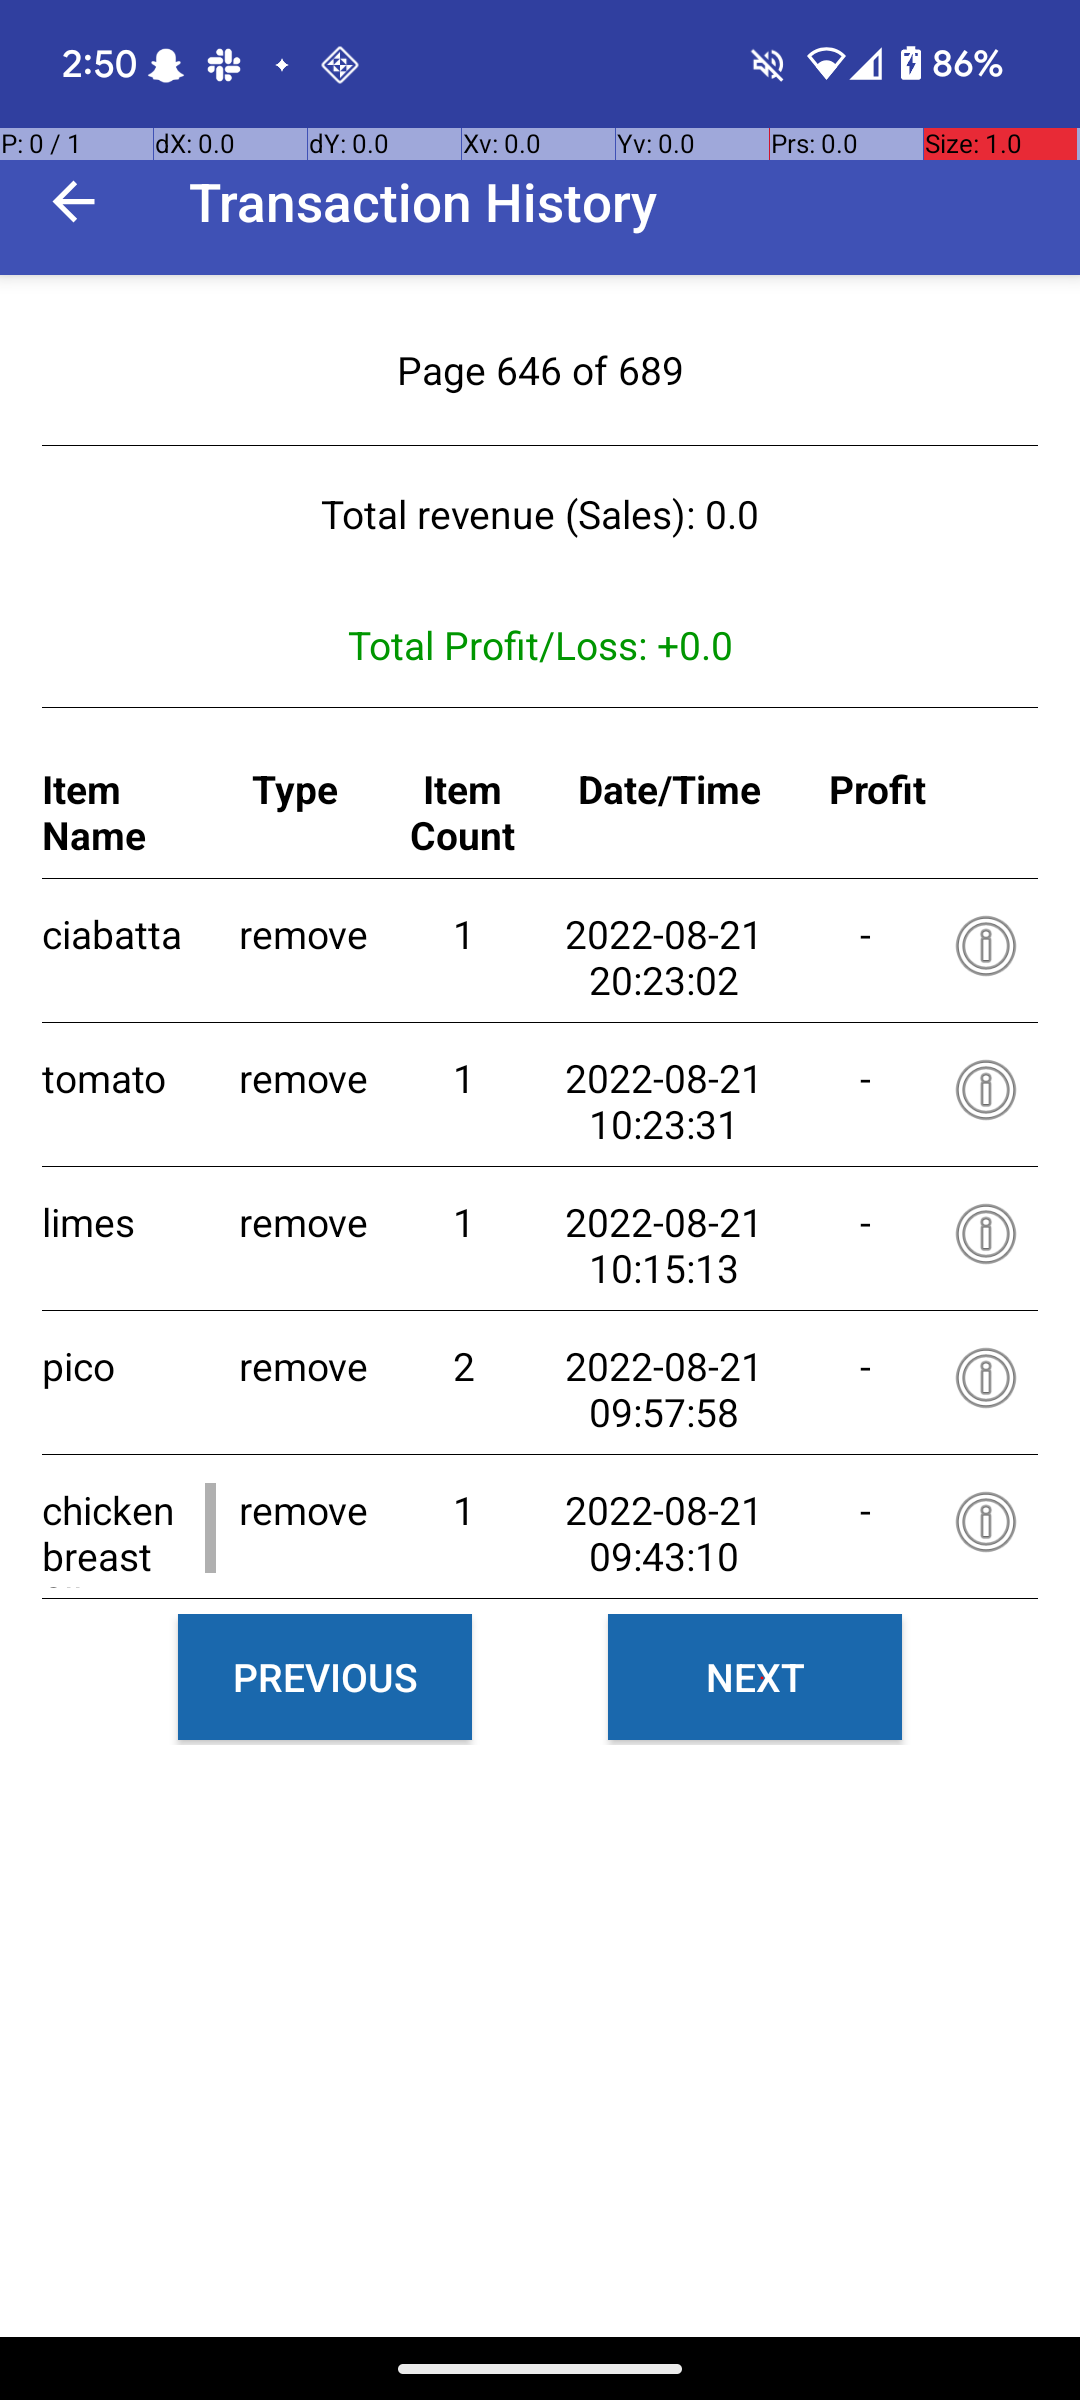 2:50
86%
P: 0 / 1
dX: 0.0
dY: 0.0
Xv: 0.0
Yv: 0.0
Prs: 0.0
Size: 1.0
Transaction History
Page 646 of 689
Total revenue (Sales): 0.0
Total Profit/Loss: +0.0
Item Name Type Item Count Date/Time Profit
ciabatta remove 1 2022-08-21 20:23:02 -
tomato remove 1 2022-08-21 10:23:31 -
limes remove 1 2022-08-21 10:15:13 -
pico remove 2 2022-08-21 09:57:58 -
chicken breast remove 1 2022-08-21 09:43:10 -
PREVIOUS
NEXT